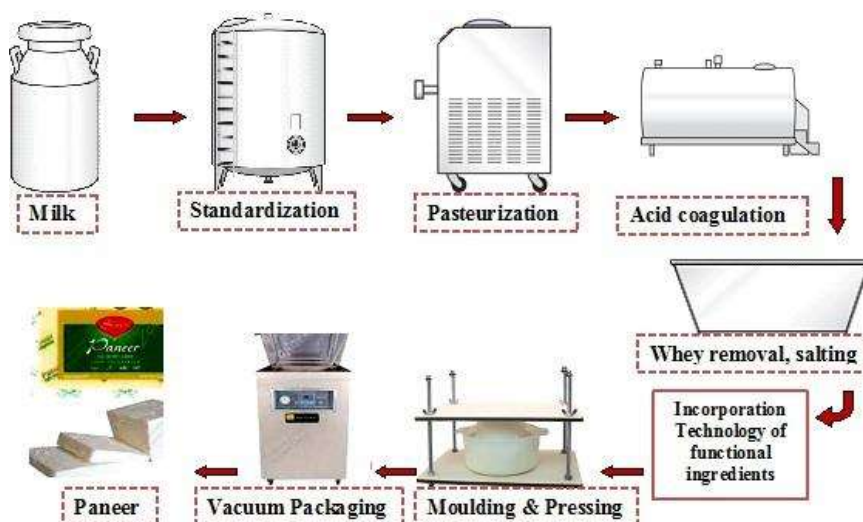 Milk
Standardization
Pasteurization
Acid coagulation
Whey removal, salting
Incorporation
Technology of
functional
ingredients
Moulding & Pressing
Vacuum Packaging
Paneer
Paneer